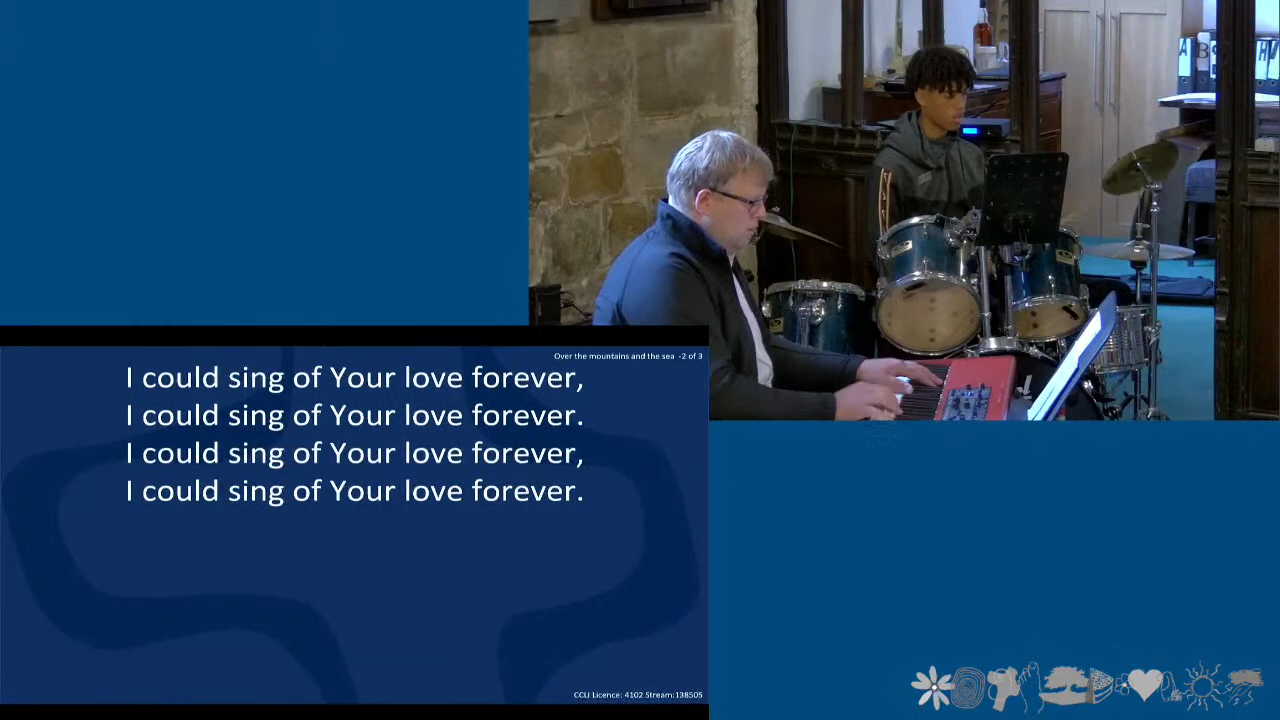 Over the mountains and the sea -2 of 3
I could sing of Your love forever,
I could sing of Your love forever.
I could sing of Your love forever,
I could sing of Your love forever.
CCLI Licence: 4102 Stream:138505